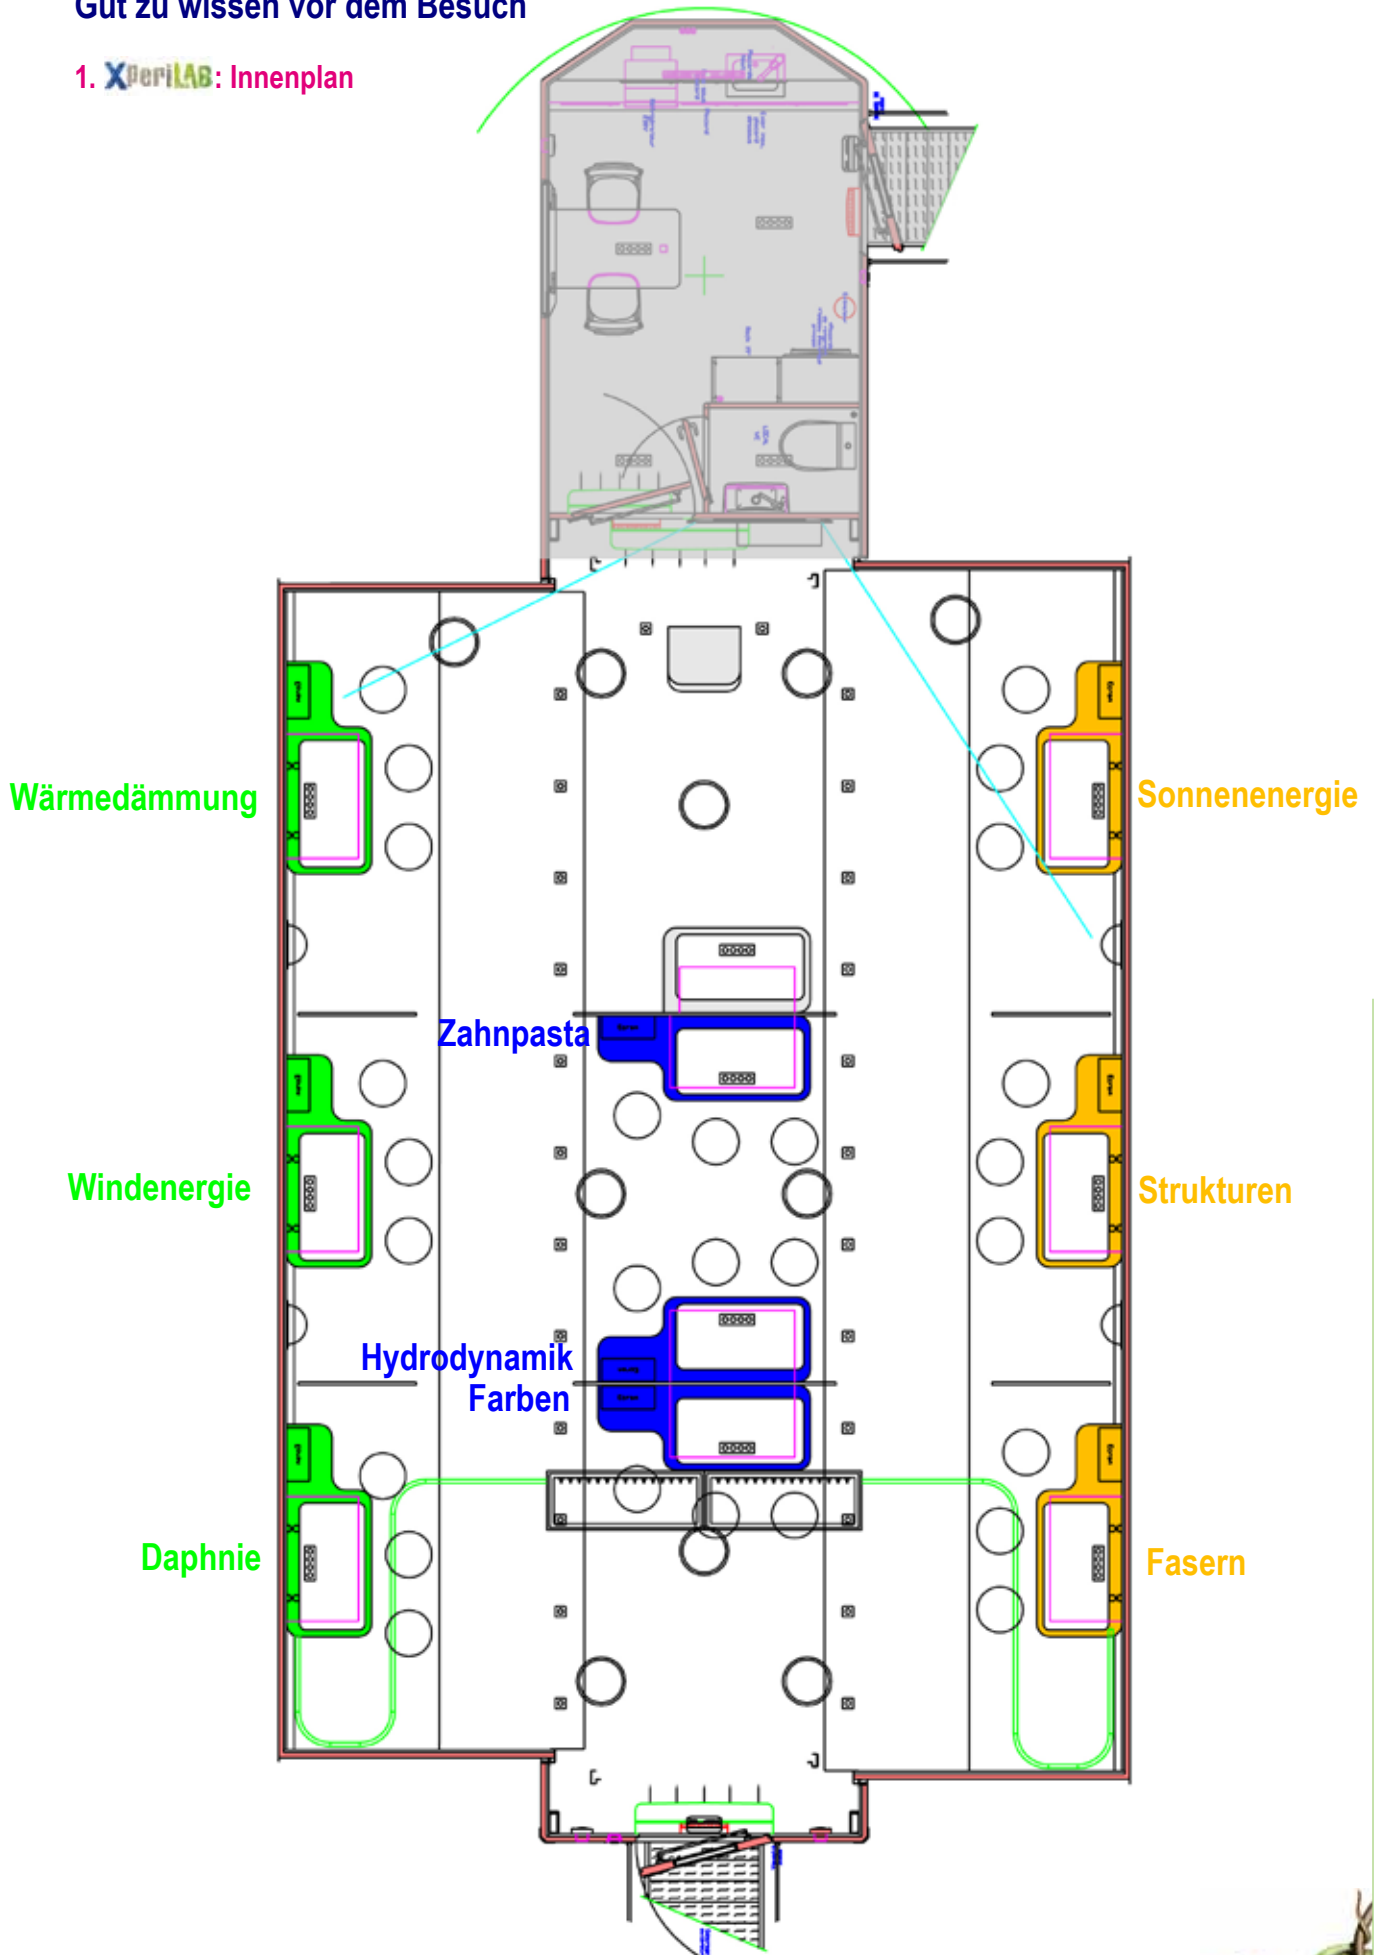 Gut zu wissen vor dem Besuch
1. XperiLAB: Innenplan
Wärmedämmung
Sonnenenergie
Zahnpasta
Windenergie
Strukturen
Hydrodynamik
Farben
Daphnie
Fasern